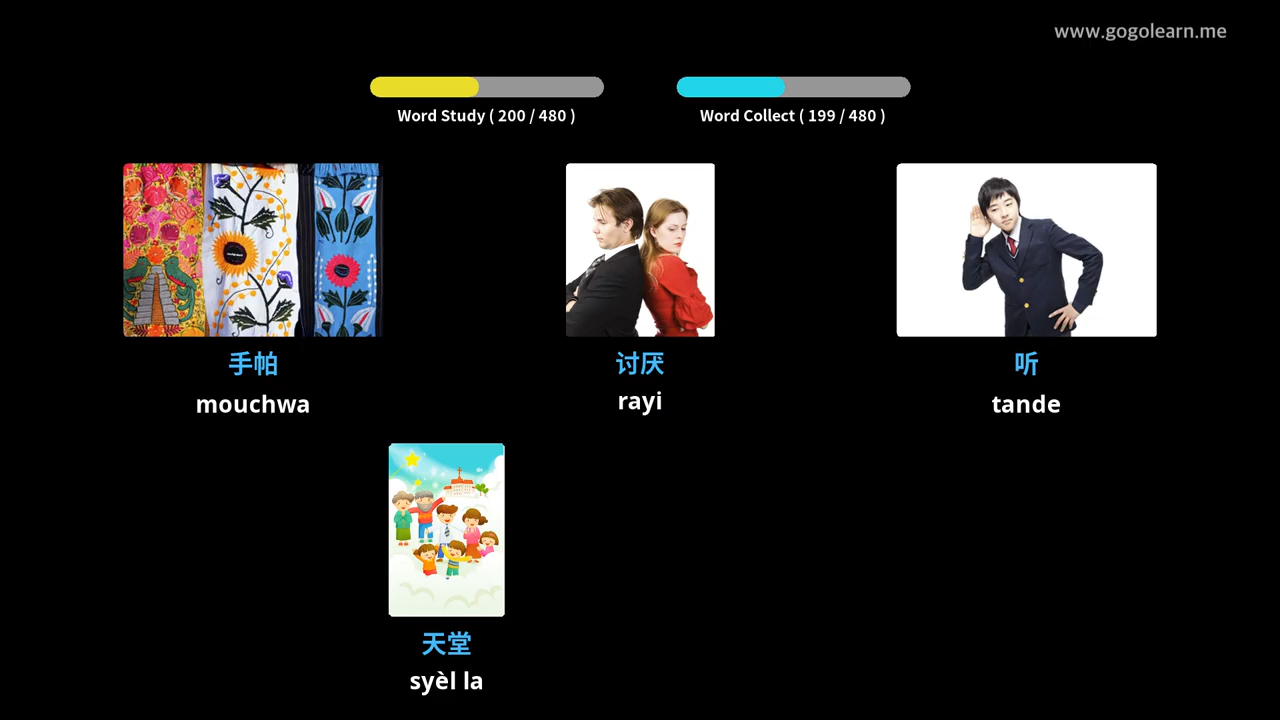 www.gogolearn.me
Word Study ( 200 / 480 )
Word Collect ( 199 / 480 )
手帕
mouchwa
讨厌
rayi
听
tande
天堂
syèl la